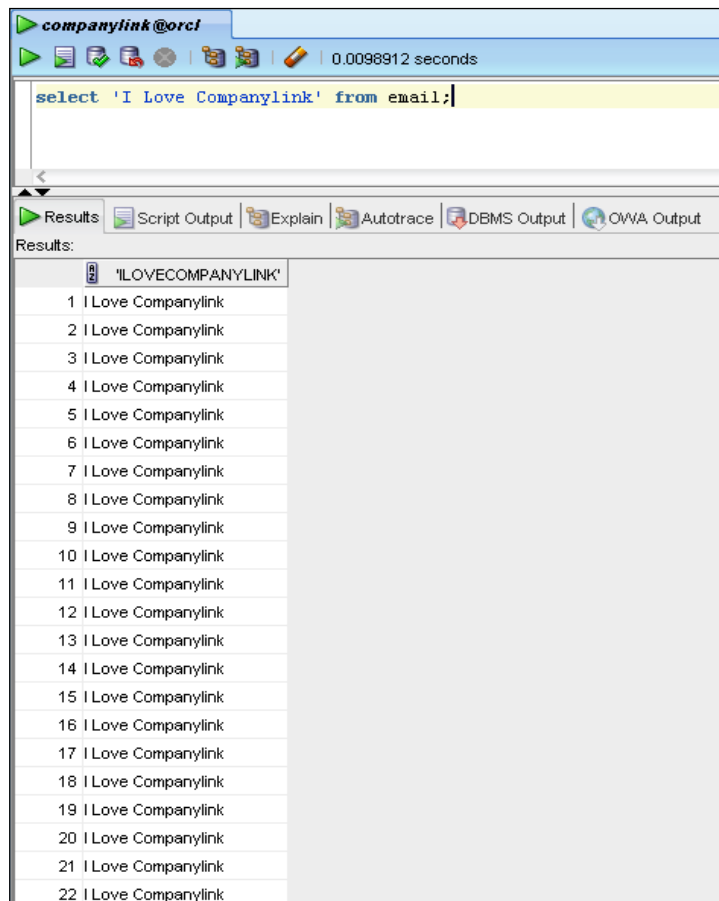 companylink@orcl
0.0098912 seconds
select 'I Love Companylink' from email;
Results Script Output Explain Autotrace DBMS Output OWA Output
Results:
'ILOVECOMPANYLINK'
1 I Love Companylink
2 I Love Companylink
3 I Love Companylink
4 I Love Companylink
5 I Love Companylink
6 I Love Companylink
7 I Love Companylink
8 I Love Companylink
9 I Love Companylink
10 I Love Companylink
11 I Love Companylink
12 I Love Companylink
13 I Love Companylink
14 I Love Companylink
15 I Love Companylink
16 I Love Companylink
17 I Love Companylink
18 I Love Companylink
19 I Love Companylink
20 I Love Companylink
21 I Love Companylink
22 I Love Companylink